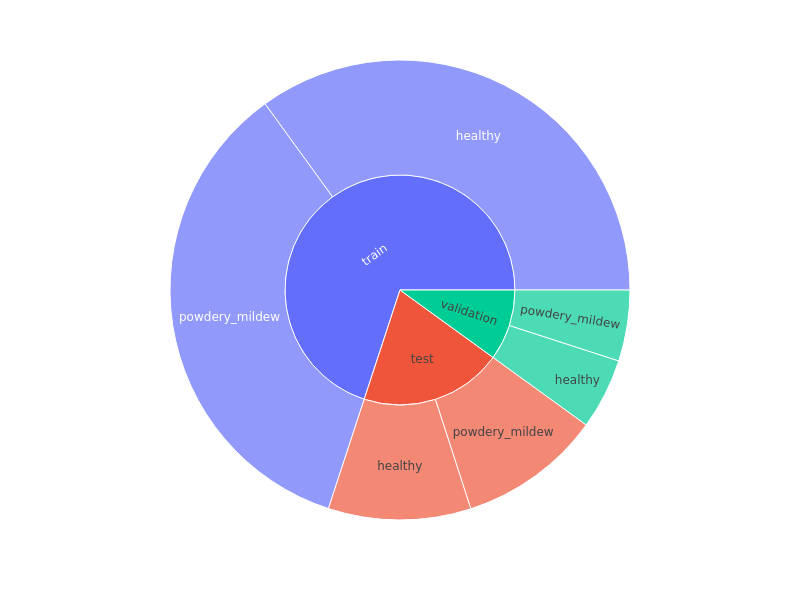 healthy
train
powdery_mildew
validation
powdery_mildew
test
healthy
powdery_mildew
healthy